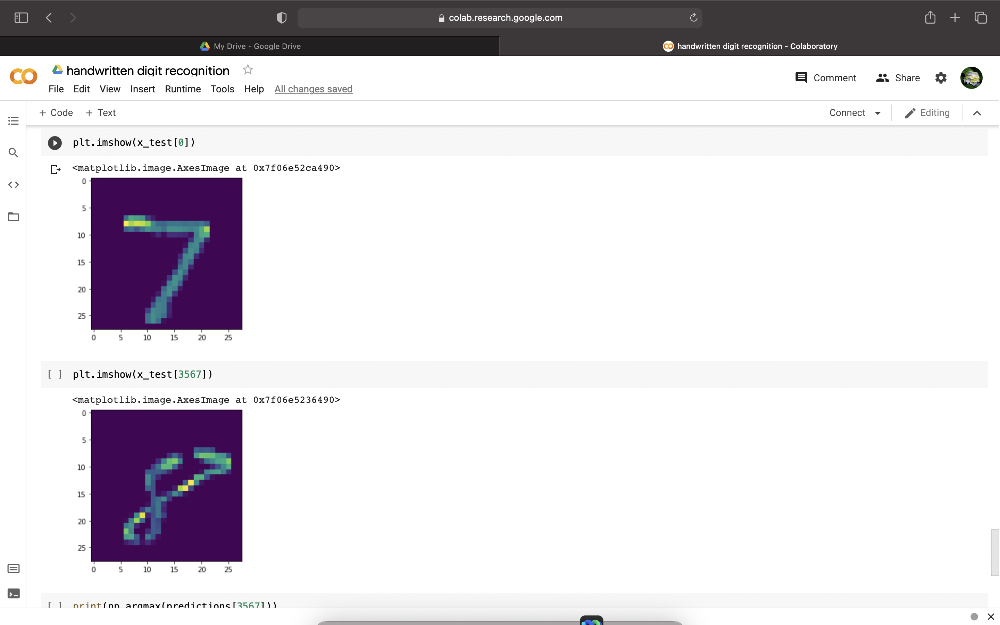 colab.research.google.com
My Drive - Google Drive
handwritten digit recognition - Colaboratory
handwritten digit recognition
Comment
Share
File Edit View Insert Runtime Tools Help All changes saved
+ Code + Text
Connect
Editing
plt.imshow(x_test[0])
<matplotlib.image.AxesImage at 0x7f06e52ca490>
0
5
10
15
20
25
0 5 10 15 20 25
7
[ ] plt.imshow(x_test[3567])
<matplotlib.image.AxesImage at 0x7f06e5236490>
0
5
10
15
20
25
0 5 10 15 20 25
8
[ ] print(np.argmax(predictions[3567]))